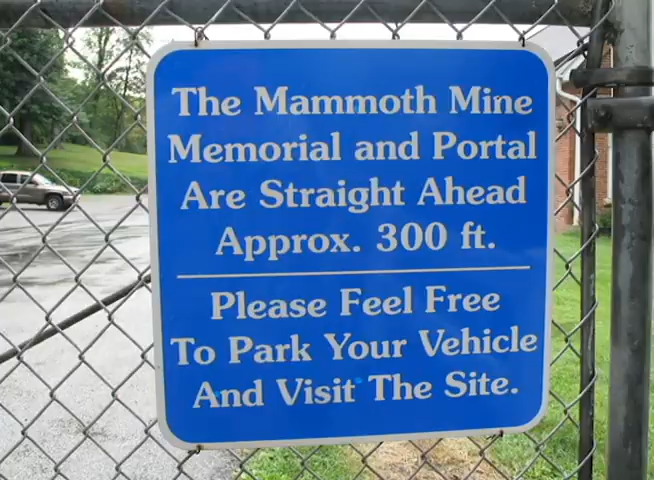 The Mammoth Mine
Memorial and Portal
Are Straight Ahead
Approx. 300 ft.
Please Feel Free
To Park Your Vehicle
And Visit The Site.